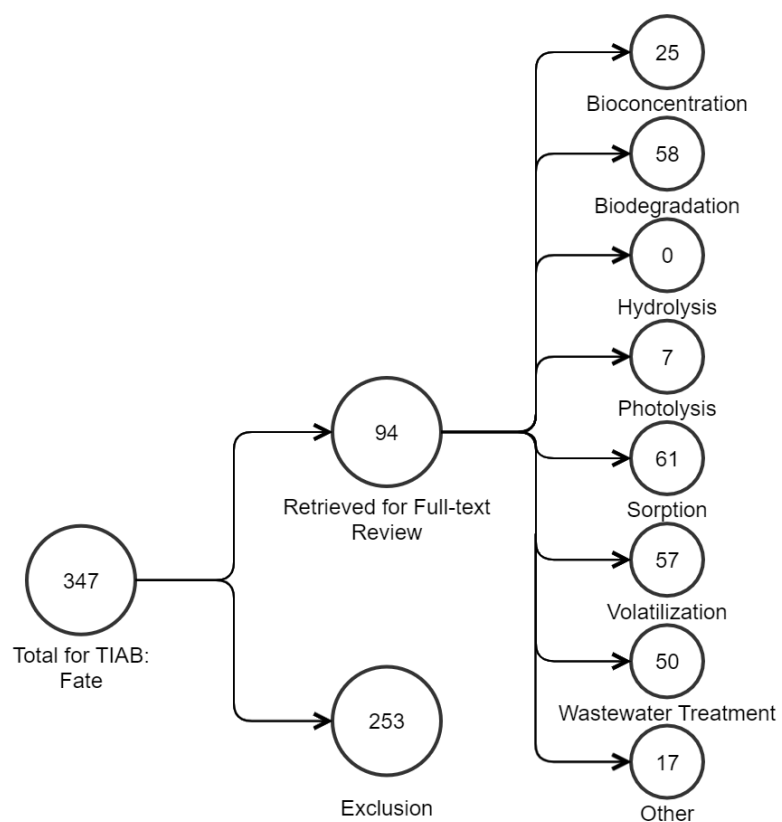 347
Total for TIAB:
Fate
94
Retrieved for Full-text
Review
253
Exclusion
25
Bioconcentration
58
Biodegradation
0
Hydrolysis
7
Photolysis
61
Sorption
57
Volatilization
50
Wastewater Treatment
17
Other